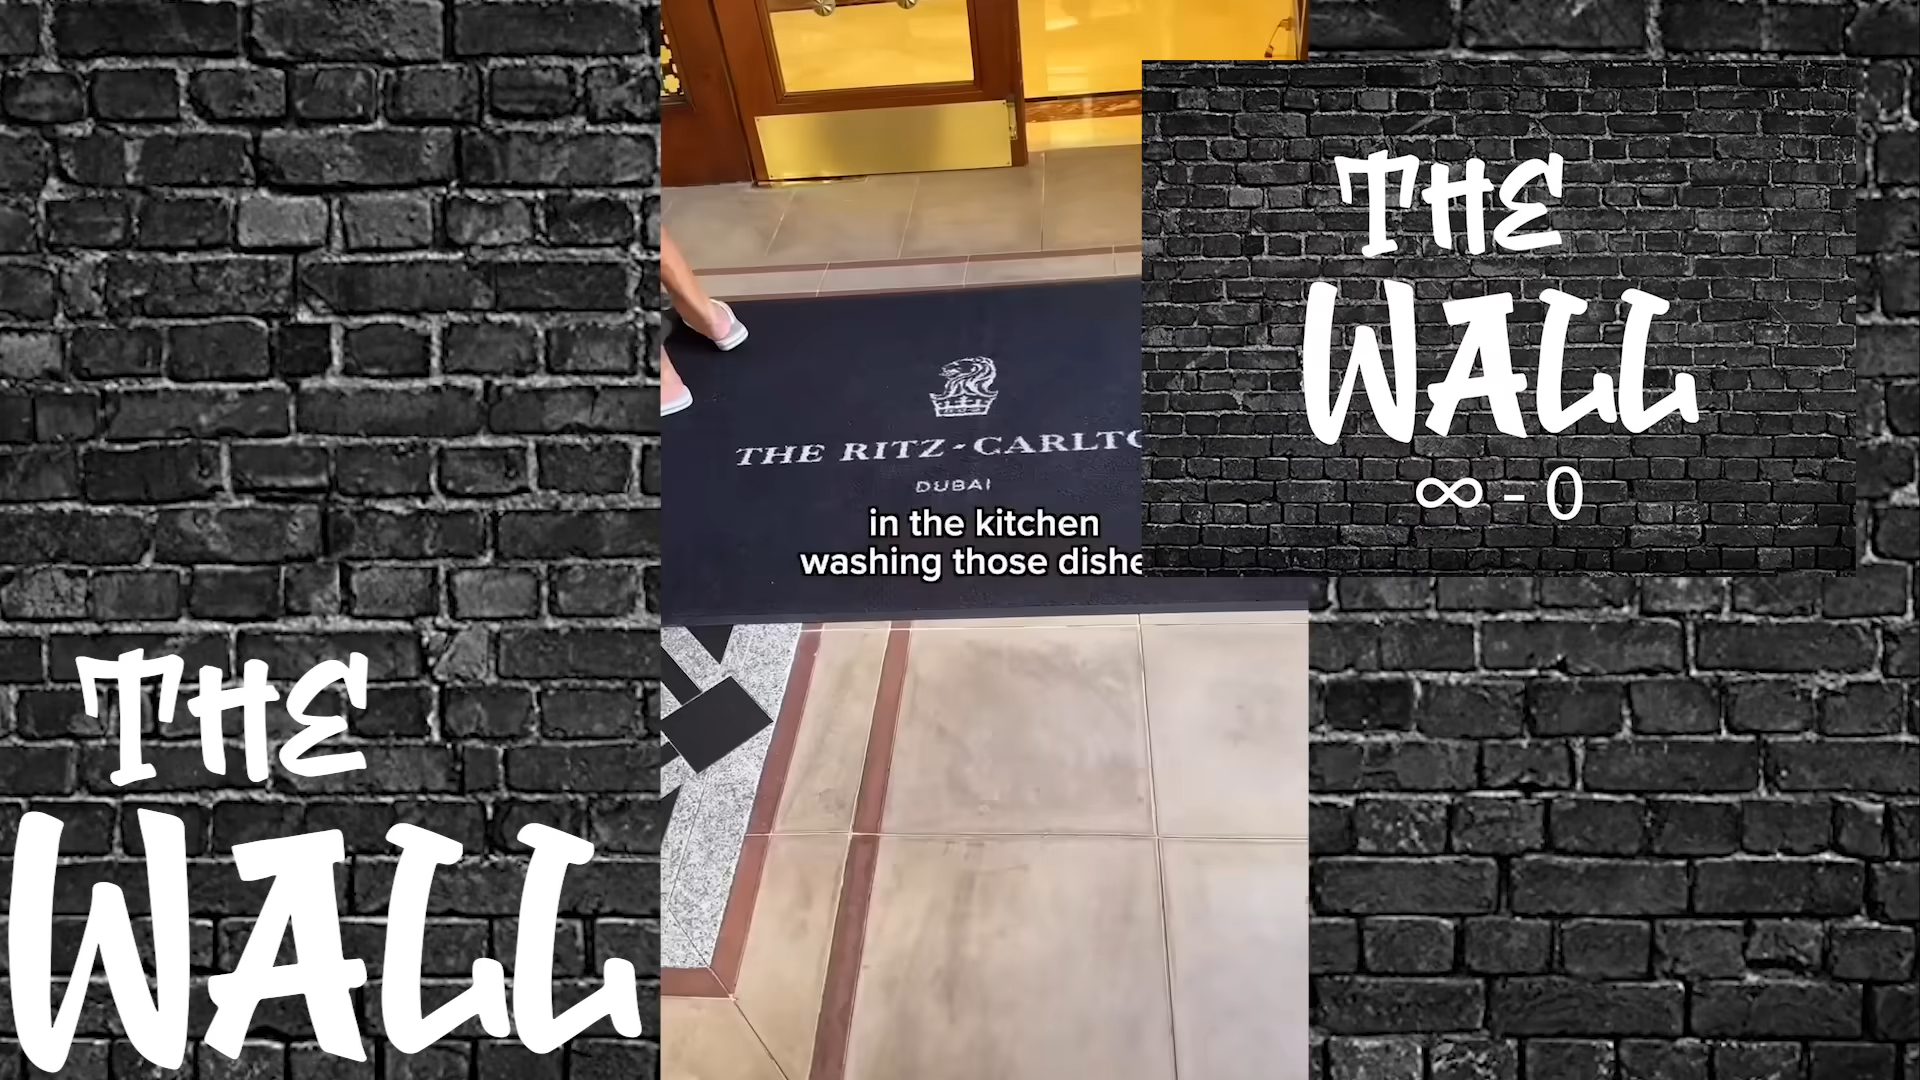 THE RITZ-CARLTO
DUBAI
in the kitchen
washing those dishe
THE
WALL
∞ - 0
THE
WALL